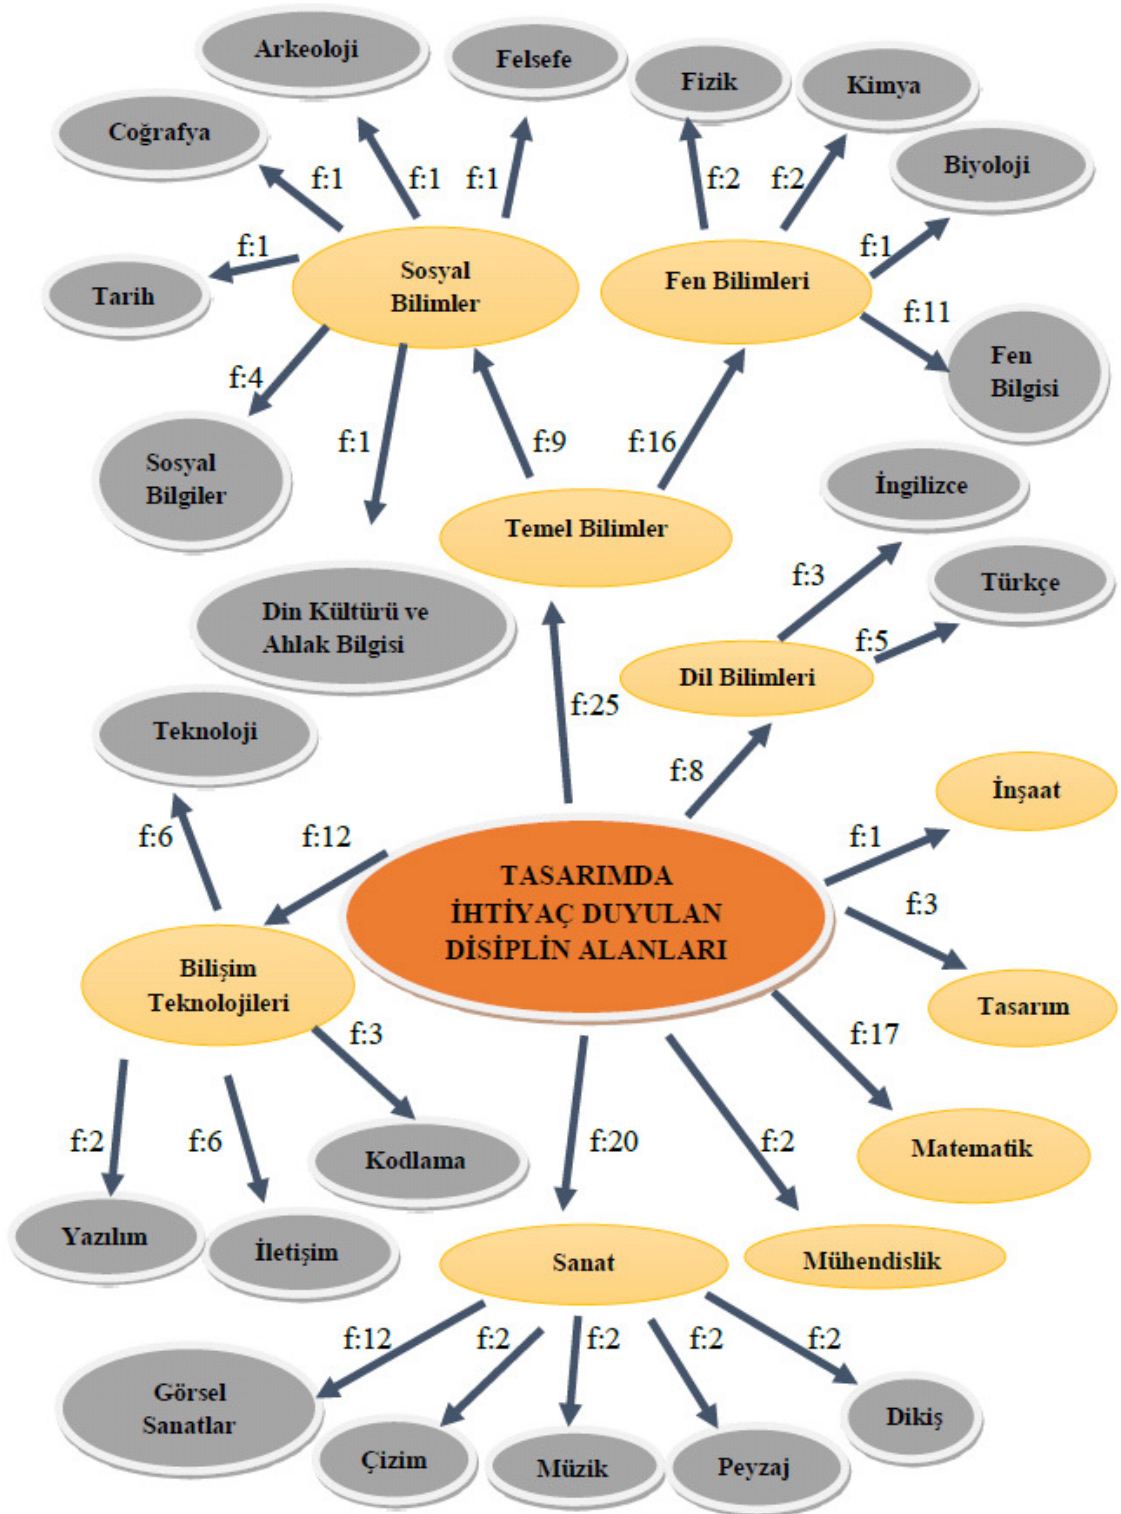 Arkeoloji
Felsefe
Fizik
Kimya
Coğrafya
Biyoloji
f:1
f:1
f:1
f:2
f:2
f:1
f:1
Tarih
Sosyal
Bilimler
Fen Bilimleri
f:11
Fen
Bilgisi
f:4
f:1
f:9
f:16
Sosyal
Bilgiler
İngilizce
Temel Bilimler
f:3
Türkçe
Din Kültürü ve
Ahlak Bilgisi
f:5
Dil Bilimleri
f:25
Teknoloji
f:8
İnşaat
f:6
f:12
f:1
TASARIMDA
İHTİYAÇ DUYULAN
DİSİPLİN ALANLARI
f:3
Bilişim
Teknolojileri
Tasarım
f:3
f:17
f:2
f:6
f:20
f:2
Kodlama
Matematik
Yazılım
İletişim
Sanat
Mühendislik
f:12
f:2
f:2
f:2
f:2
Görsel
Sanatlar
Dikiş
Çizim
Müzik
Peyzaj